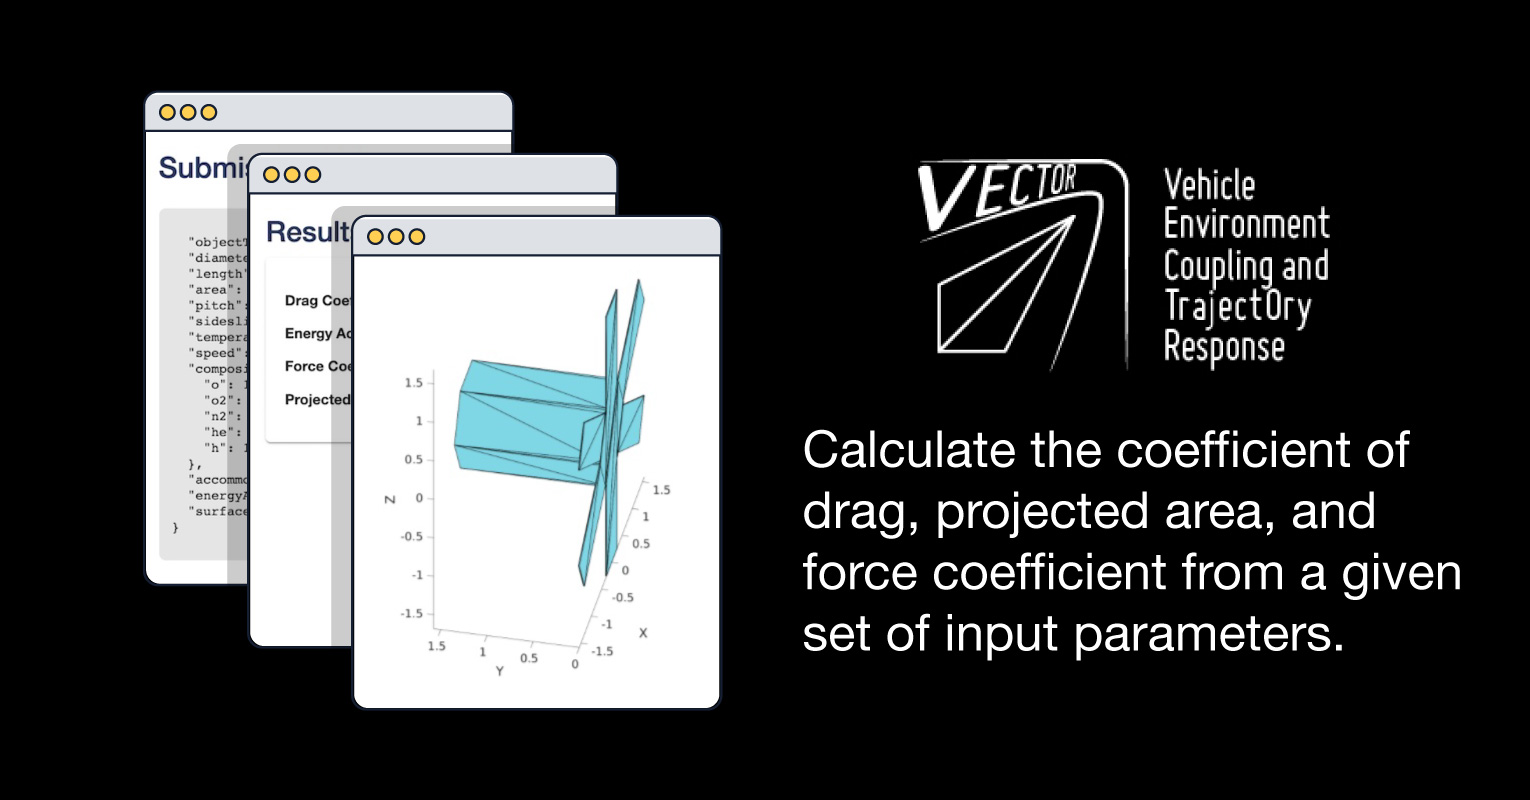 Submis
"objectT
"diamete
"length"
"area":
"pitch":
"sidesli
"tempera
"speed":
"composi
"o": 1
"o2":
"n2":
"he":
"h": 1
},
"accommo
"energyA
"surface
}
Results
Drag Coef
Energy Ac
Force Coe
Projected
1.5
1
0.5
0
-0.5
-1
-1.5
Z
1.5
1
0.5
0
Y
1.5
1
0.5
0
-0.5
-1
-1.5
X
VECTOR
Vehicle
Environment
Coupling and
TrajectOry
Response
Calculate the coefficient of
drag, projected area, and
force coefficient from a given
set of input parameters.